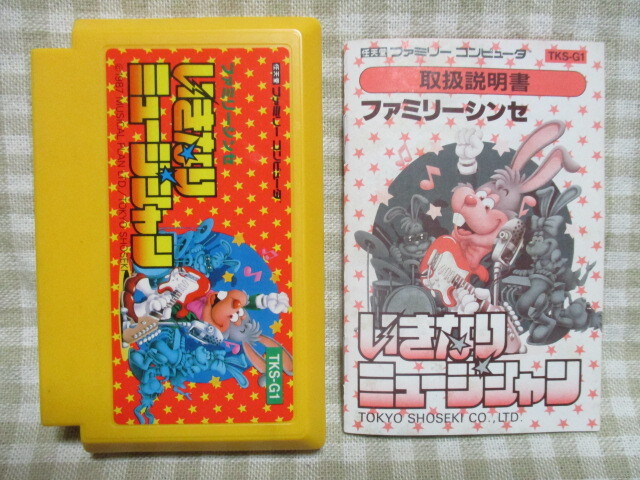 任天堂 ファミリー コンピュータ
ファミリーシンセ
いきなり
ミュージシャン
TKS-G1
任天堂 ファミリー コンピュータ TKS-G1
取扱説明書
ファミリーシンセ
いきなり
ミュージシャン
TOKYO SHOSEKI CO., LTD.